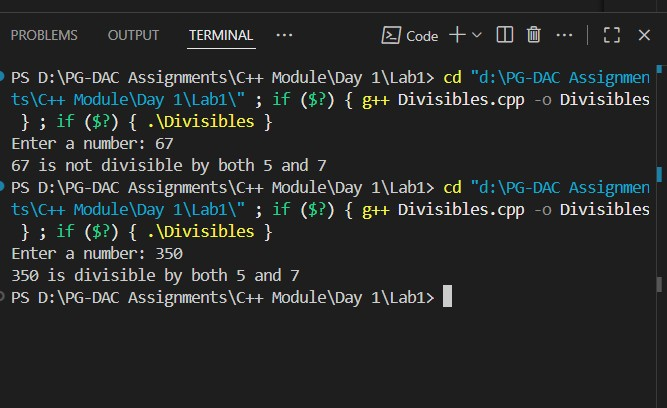 PROBLEMS OUTPUT TERMINAL ... Code
PS D:\PG-DAC Assignments\C++ Module\Day 1\Lab1> cd "d:\PG-DAC Assignmen
ts\C++ Module\Day 1\Lab1\" ; if ($?) { g++ Divisibles.cpp -o Divisibles
} ; if ($?) { .\Divisibles }
Enter a number: 67
67 is not divisible by both 5 and 7
PS D:\PG-DAC Assignments\C++ Module\Day 1\Lab1> cd "d:\PG-DAC Assignmen
ts\C++ Module\Day 1\Lab1\" ; if ($?) { g++ Divisibles.cpp -o Divisibles
} ; if ($?) { .\Divisibles }
Enter a number: 350
350 is divisible by both 5 and 7
PS D:\PG-DAC Assignments\C++ Module\Day 1\Lab1>